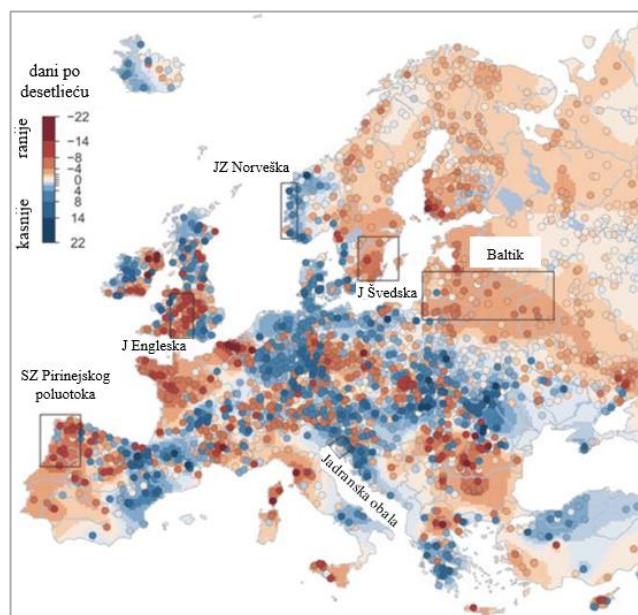 dani po
desetlieću
ranije
kasnije
-22
-14
-8
-4
0
4
8
14
22
JZ Norveška
J Švedska
Baltik
J Engleska
SZ Pirinejskog
poluotoka
Jadranska obala